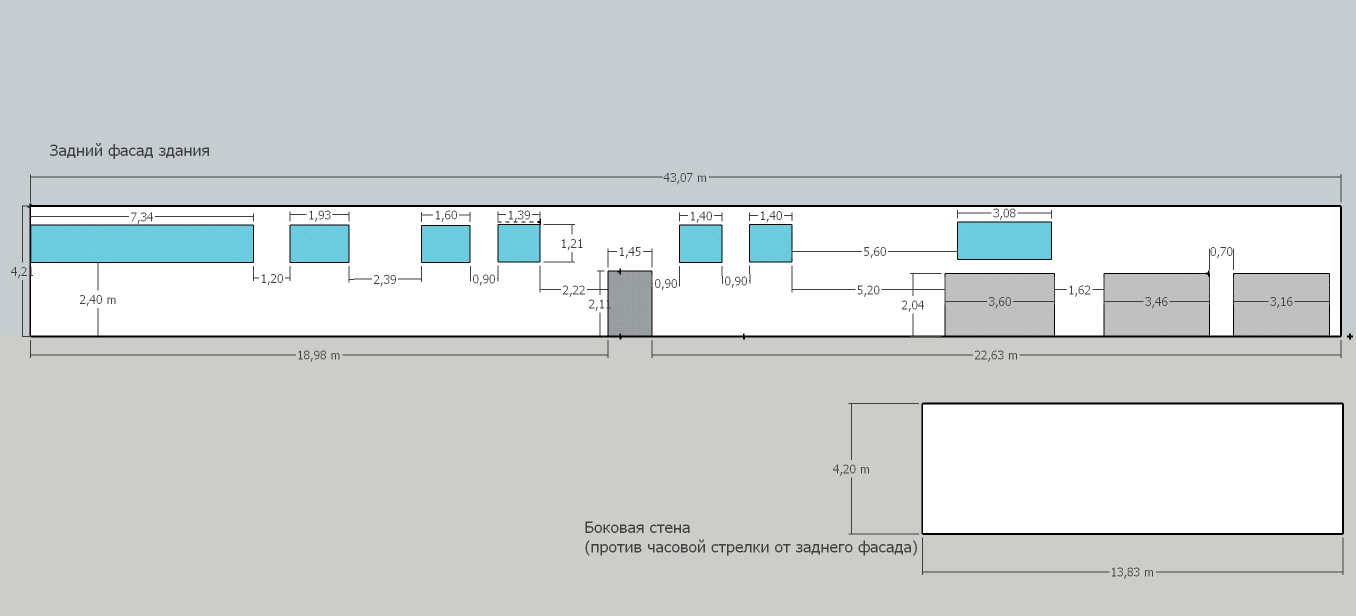 Задний фасад здания
43,07 m
7,34
1,93
1,60
1,39
1,40
1,40
3,08
1,21
1,45
5,60
0,70
4,21
1,20
2,39
0,90
2,22
0,90
0,90
5,20
1,62
2,40 m
2,11
2,04
3,60
3,46
3,16
18,98 m
22,63 m
4,20 m
Боковая стена
(против часовой стрелки от заднего фасада)
13,83 m